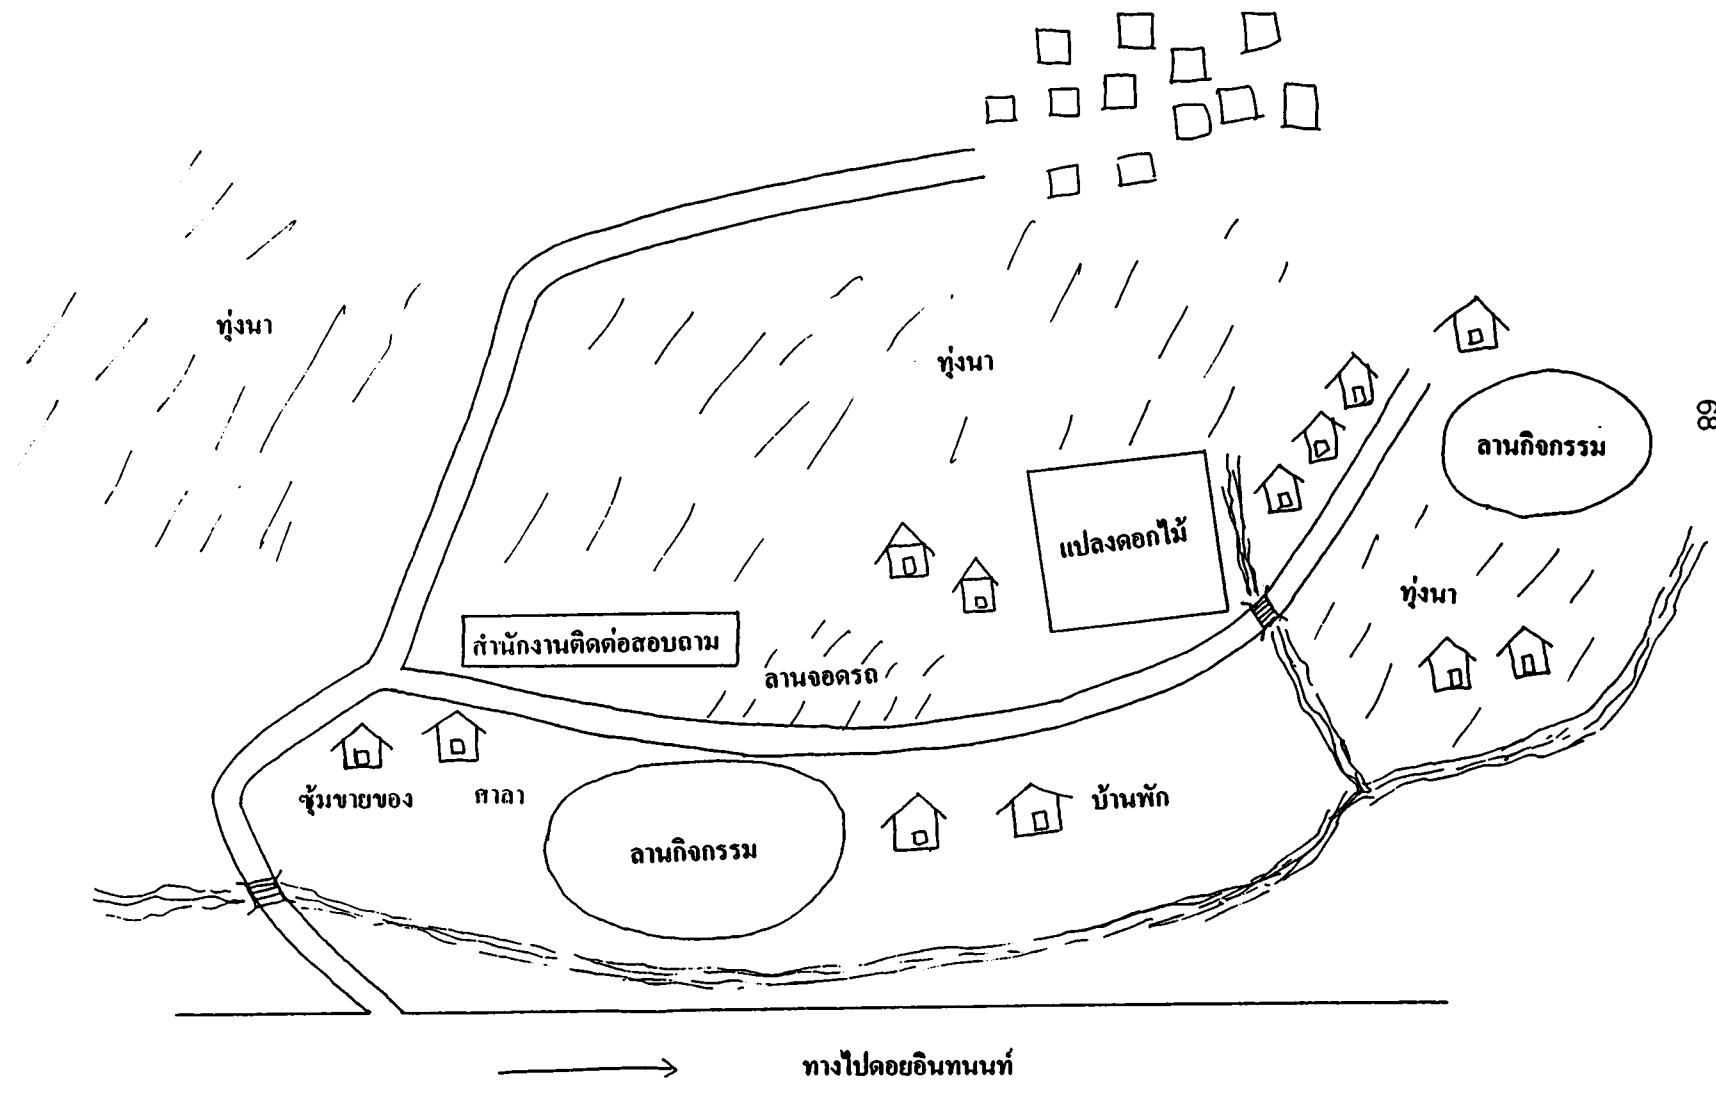 ทุ่งนา
ทุ่งนา
ลานกิจกรรม
89
แปลงดอกไม้
ทุ่งนา
สำนักงานติดต่อสอบถาม
ลานจอดรถ
ซุ้มขายของ
ศาลา
บ้านพัก
ลานกิจกรรม
ทางไปดอยอินทนนท์